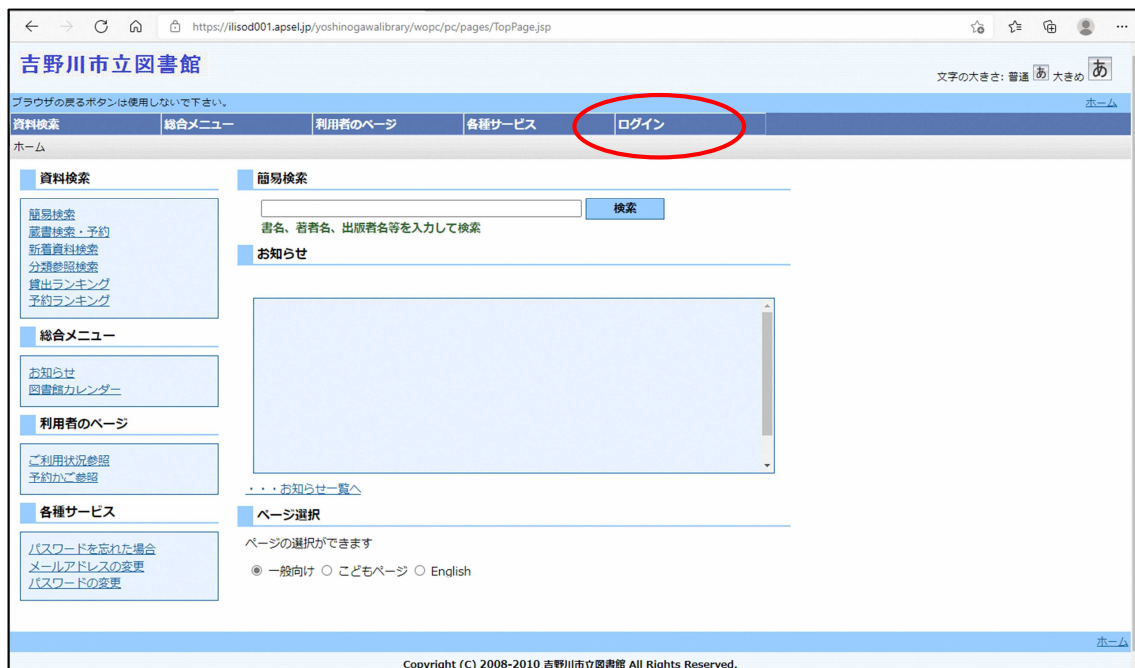 https://ilisod001.apsel.jp/yoshinogawalibrary/wopc/pc/pages/TopPage.jsp
吉野川市立図書館
文字の大きさ: 普通 あ 大きめ あ
ブラウザの戻るボタンは使用しないで下さい。 ホーム
資料検索 総合メニュー 利用者のページ 各種サービス ログイン
ホーム
資料検索
簡易検索
蔵書検索・予約
新着資料検索
分類参照検索
貸出ランキング
予約ランキング
総合メニュー
お知らせ
図書館カレンダー
利用者のページ
ご利用状況参照
予約かご参照
各種サービス
パスワードを忘れた場合
メールアドレスの変更
パスワードの変更
簡易検索
検索
書名、著者名、出版者名等を入力して検索
お知らせ
・・・お知らせ一覧へ
ページ選択
ページの選択ができます
一般向け こどもページ English
ホーム
Copyright (C) 2008-2010 吉野川市立図書館 All Rights Reserved.